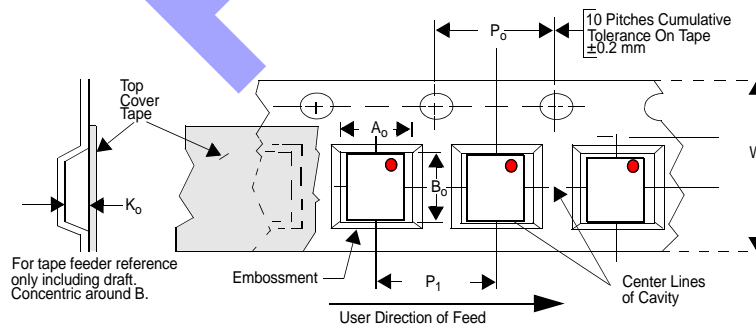 10 Pitches Cumulative
Tolerance On Tape
±0.2 mm
Po
Top
Cover
Tape
Ao
W
Bo
Ko
For tape feeder reference
only including draft.
Concentric around B.
Embossment
P1
Center Lines
of Cavity
User Direction of Feed